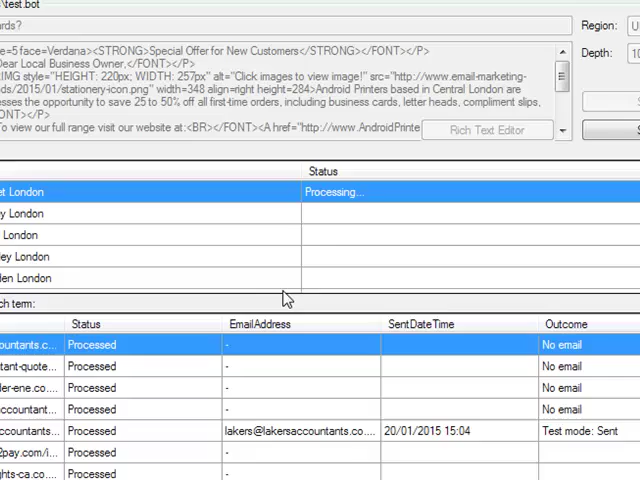 \test.bot
ards?
Region:
e=5 face=Verdana><STRONG>Special Offer for New Customers</STRONG></FONT></P>
Depth:
Dear Local Business Owner,</FONT></P>
IMG style="HEIGHT: 220px; WIDTH: 257px" alt="Click images to view image!" src="http://www.email-marketing-
ds/2015/01/stationery-icon.png" width=348 align=right height=284>Android Printers based in Central London are
esses the opportunity to save 25 to 50% off all first-time orders, including business cards, letter heads, compliment slips,
ONT></P>
To view our full range visit our website at:<BR></FONT><A href="http://www.AndroidPrinte
Rich Text Editor
Status
et London
Processing...
ey London
London
ley London
den London
ch term:
Status
EmailAddress
SentDateTime
Outcome
ountants.c...
Processed
-
No email
tant-quote...
Processed
-
No email
der-ene.co....
Processed
-
No email
accountant...
Processed
-
No email
ccountants...
Processed
lakers@lakersaccountants.co....
20/01/2015 15:04
Test mode: Sent
2pay.com/i...
Processed
ghts-ca.co....
Processed